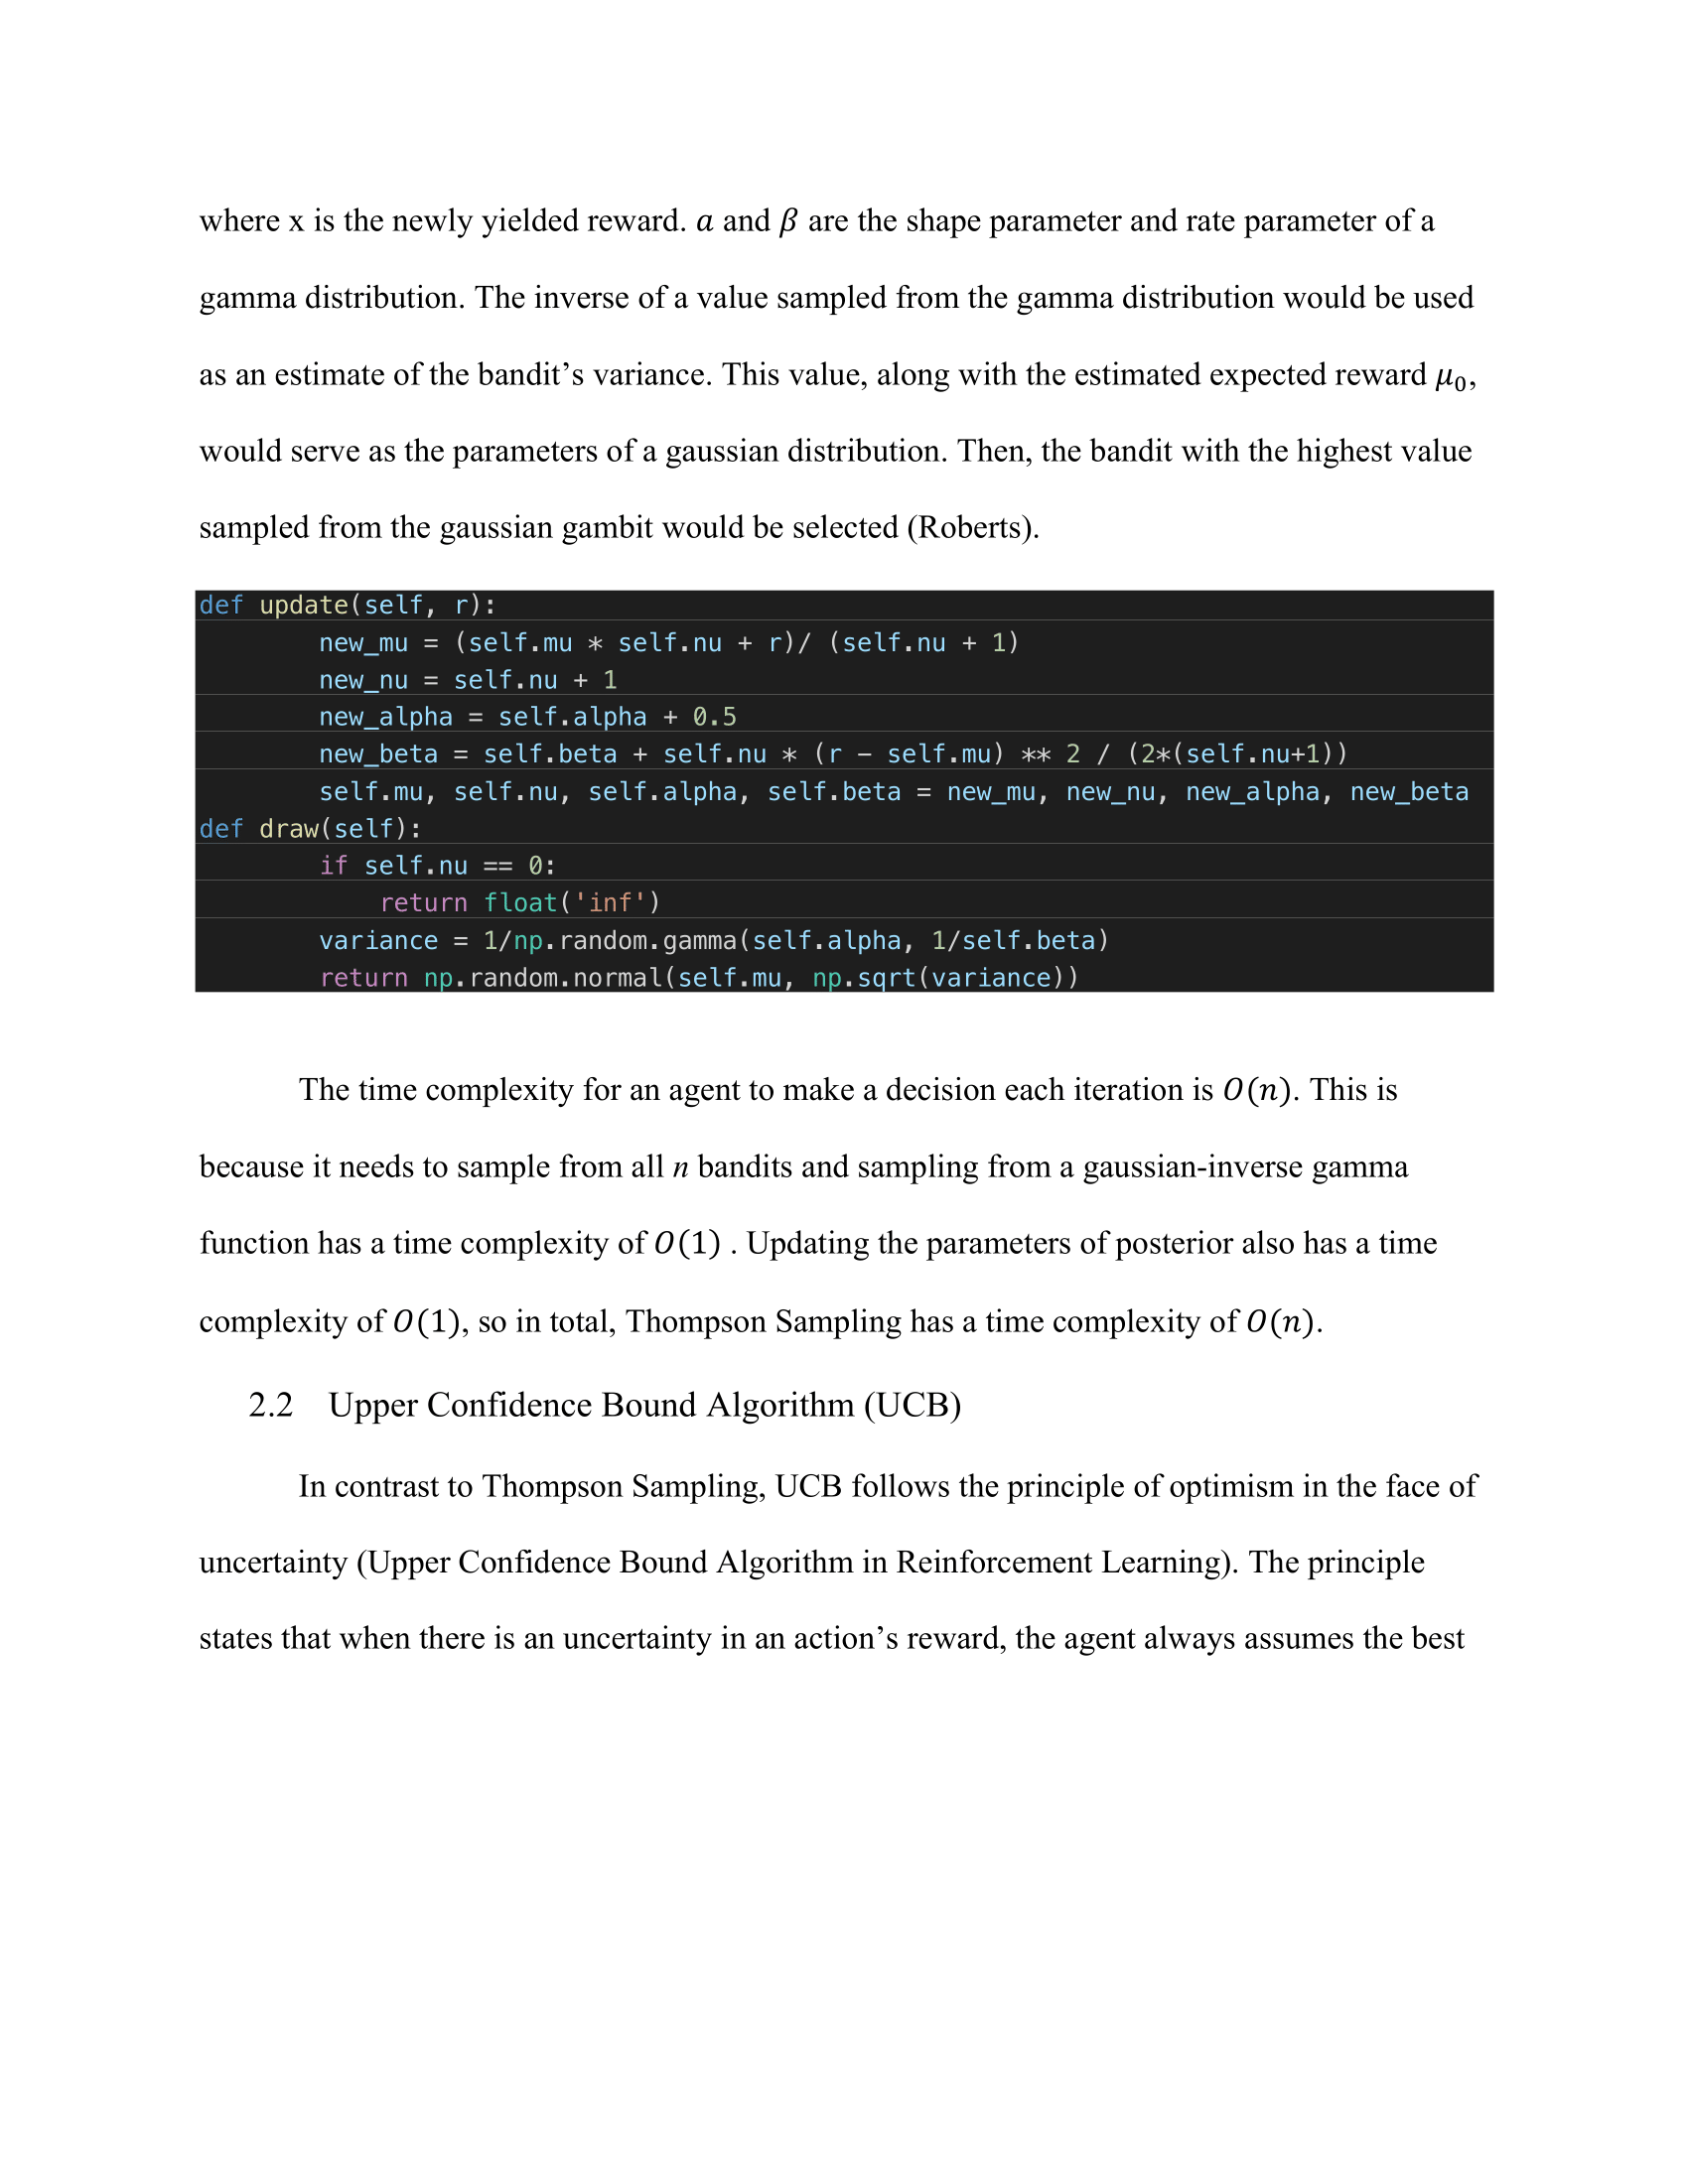 where x is the newly yielded reward. α and β are the shape parameter and rate parameter of a
gamma distribution. The inverse of a value sampled from the gamma distribution would be used
as an estimate of the bandit’s variance. This value, along with the estimated expected reward μ₀,
would serve as the parameters of a gaussian distribution. Then, the bandit with the highest value
sampled from the gaussian gambit would be selected (Roberts).
def update(self, r):
        new_mu = (self.mu * self.nu + r)/ (self.nu + 1)
        new_nu = self.nu + 1
        new_alpha = self.alpha + 0.5
        new_beta = self.beta + self.nu * (r - self.mu) ** 2 / (2*(self.nu+1))
        self.mu, self.nu, self.alpha, self.beta = new_mu, new_nu, new_alpha, new_beta
def draw(self):
        if self.nu == 0:
            return float('inf')
        variance = 1/np.random.gamma(self.alpha, 1/self.beta)
        return np.random.normal(self.mu, np.sqrt(variance))
The time complexity for an agent to make a decision each iteration is O(n). This is
because it needs to sample from all n bandits and sampling from a gaussian-inverse gamma
function has a time complexity of O(1) . Updating the parameters of posterior also has a time
complexity of O(1), so in total, Thompson Sampling has a time complexity of O(n).
2.2 Upper Confidence Bound Algorithm (UCB)
In contrast to Thompson Sampling, UCB follows the principle of optimism in the face of
uncertainty (Upper Confidence Bound Algorithm in Reinforcement Learning). The principle
states that when there is an uncertainty in an action’s reward, the agent always assumes the best